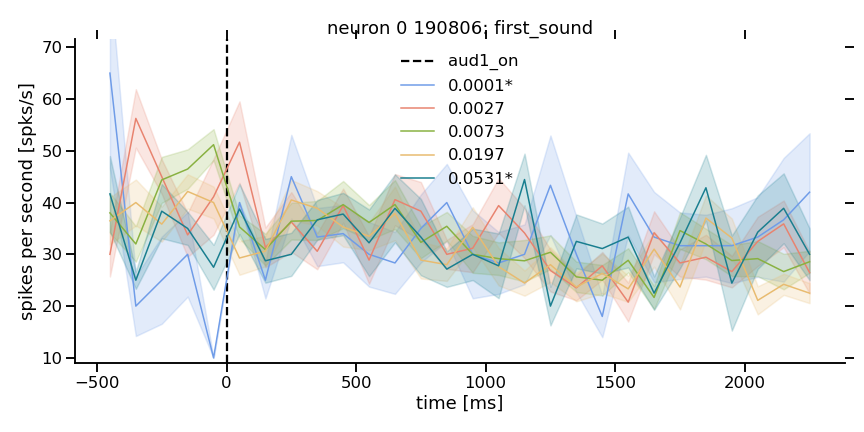 neuron 0 190806: first_sound
aud1_on
0.0001*
0.0027
0.0073
0.0197
0.0531*
spikes per second [spks/s]
70
60
50
40
30
20
10
−500 0 500 1000 1500 2000
time [ms]